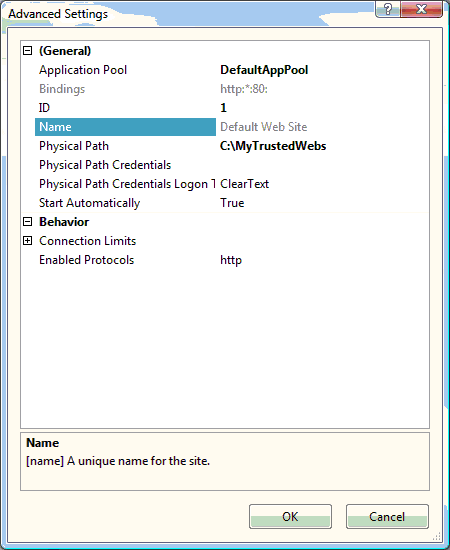 Advanced Settings
(General)
Application Pool DefaultAppPool
Bindings http:*:80:
ID 1
Name Default Web Site
Physical Path C:\MyTrustedWebs
Physical Path Credentials
Physical Path Credentials Logon T ClearText
Start Automatically True
Behavior
Connection Limits
Enabled Protocols http
Name
[name] A unique name for the site.
OK Cancel